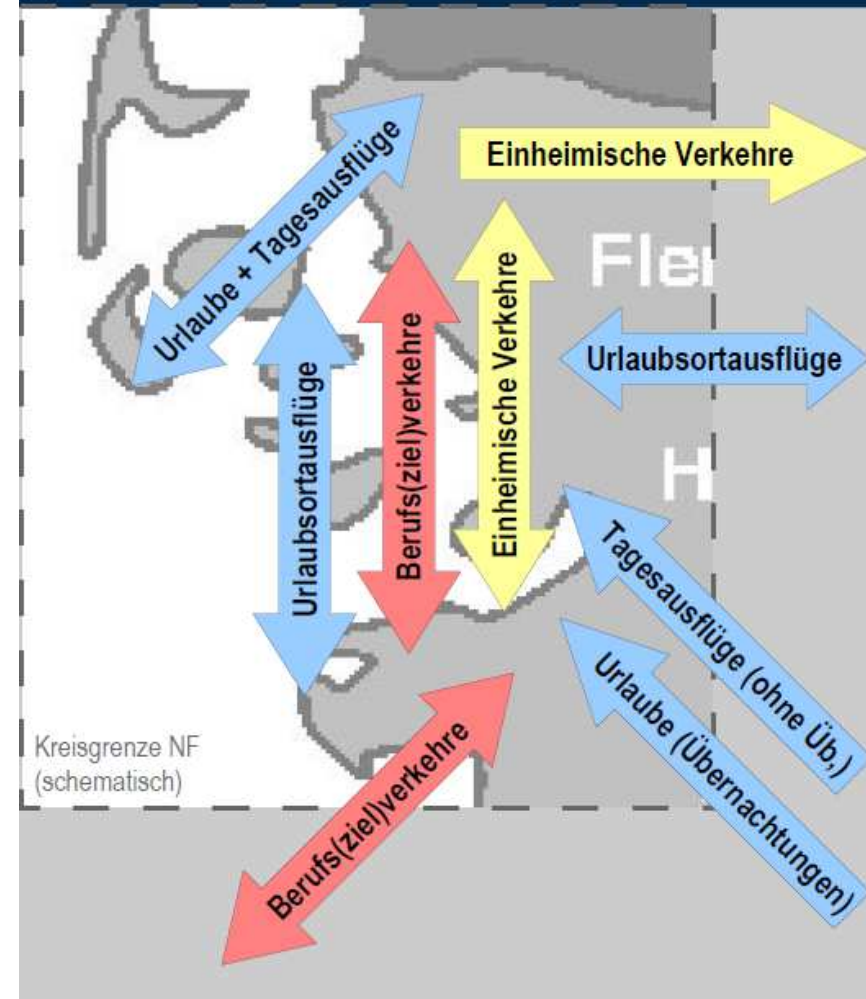 Einheimische Verkehre
Urlaube + Tagesausflüge
Fler
Urlaubsortausflüge
Urlaubsortausflüge
Berufs(ziel)verkehre
Einheimische Verkehre
H
Tagesausflüge (ohne Üb,)
Urlaube (Übernachtungen)
Kreisgrenze NF
(schematisch)
Berufs(ziel)verkehre